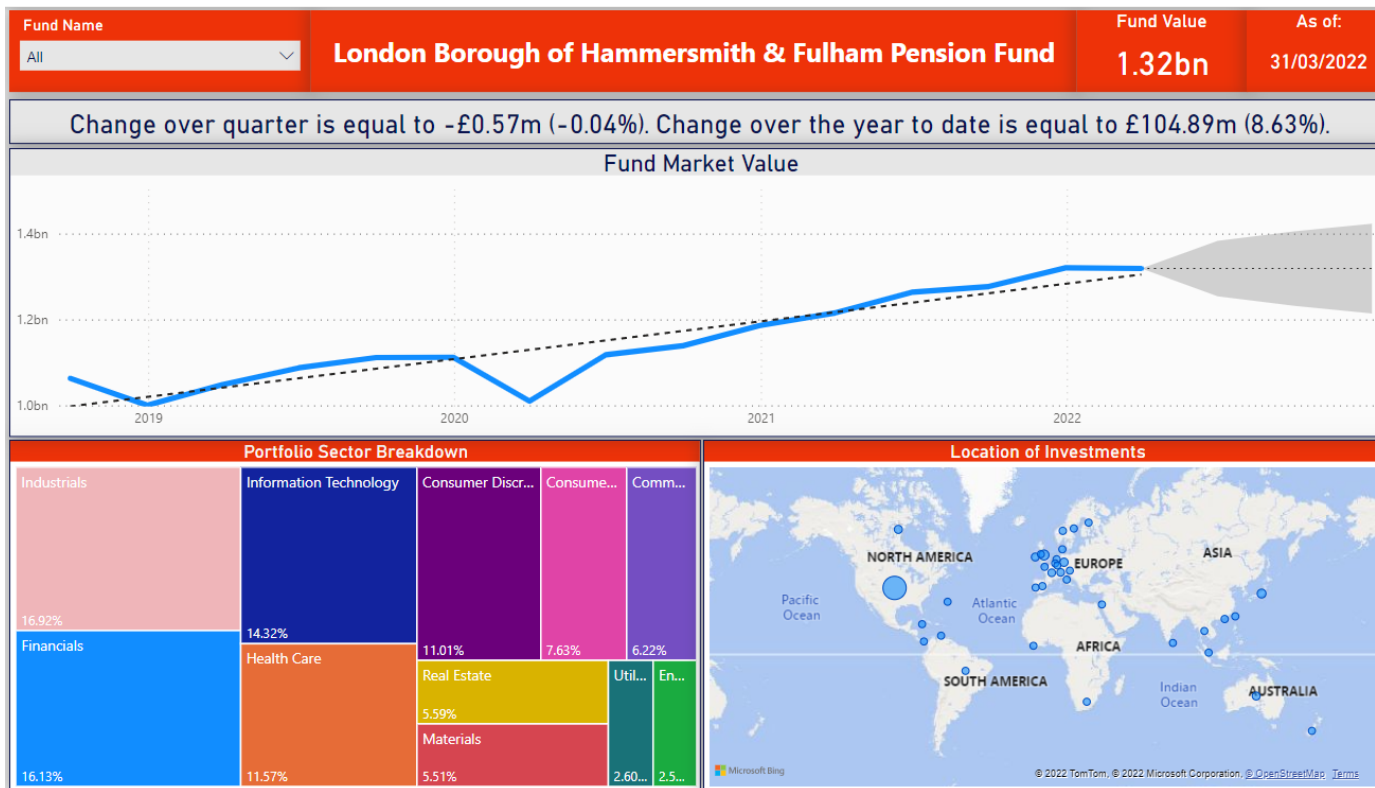 Fund Name
All
London Borough of Hammersmith & Fulham Pension Fund
Fund Value
1.32bn
As of:
31/03/2022
Change over quarter is equal to -£0.57m (-0.04%). Change over the year to date is equal to £104.89m (8.63%).
Fund Market Value
1.4bn
1.2bn
1.0bn
2019
2020
2021
2022
Portfolio Sector Breakdown
Industrials
16.92%
Financials
16.13%
Information Technology
14.32%
Health Care
11.57%
Consumer Discr...
11.01%
Consume...
7.63%
Comm...
6.22%
Real Estate
5.59%
Materials
5.51%
Util...
2.60...
En...
2.5...
Location of Investments
NORTH AMERICA
EUROPE
ASIA
Pacific
Ocean
Atlantic
Ocean
AFRICA
SOUTH AMERICA
Indian
Ocean
AUSTRALIA
Microsoft Bing
© 2022 TomTom, © 2022 Microsoft Corporation, © OpenStreetMap Terms